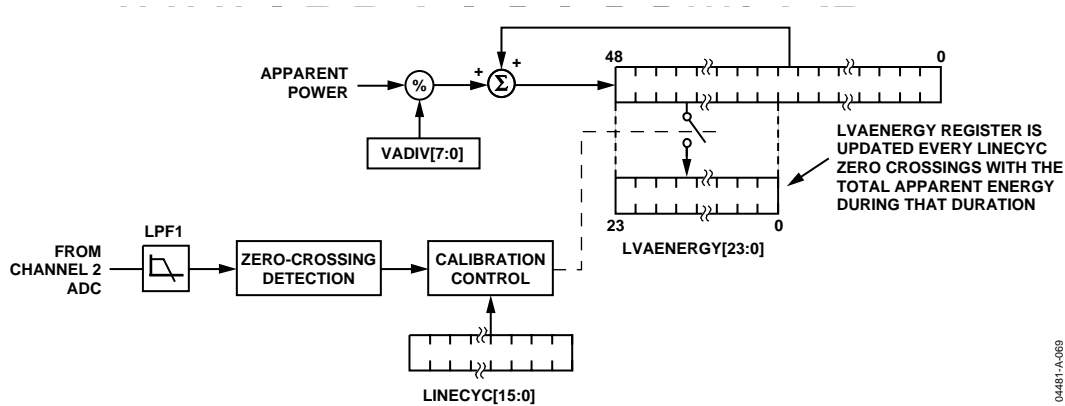 48
0
APPARENT
POWER
%
+
+
Σ
VADIV[7:0]
LVAENERGY REGISTER IS
UPDATED EVERY LINECYC
ZERO CROSSINGS WITH THE
TOTAL APPARENT ENERGY
DURING THAT DURATION
23
0
LVAENERGY[23:0]
LPF1
FROM
CHANNEL 2
ADC
ZERO-CROSSING
DETECTION
CALIBRATION
CONTROL
LINECYC[15:0]
04481-A-069